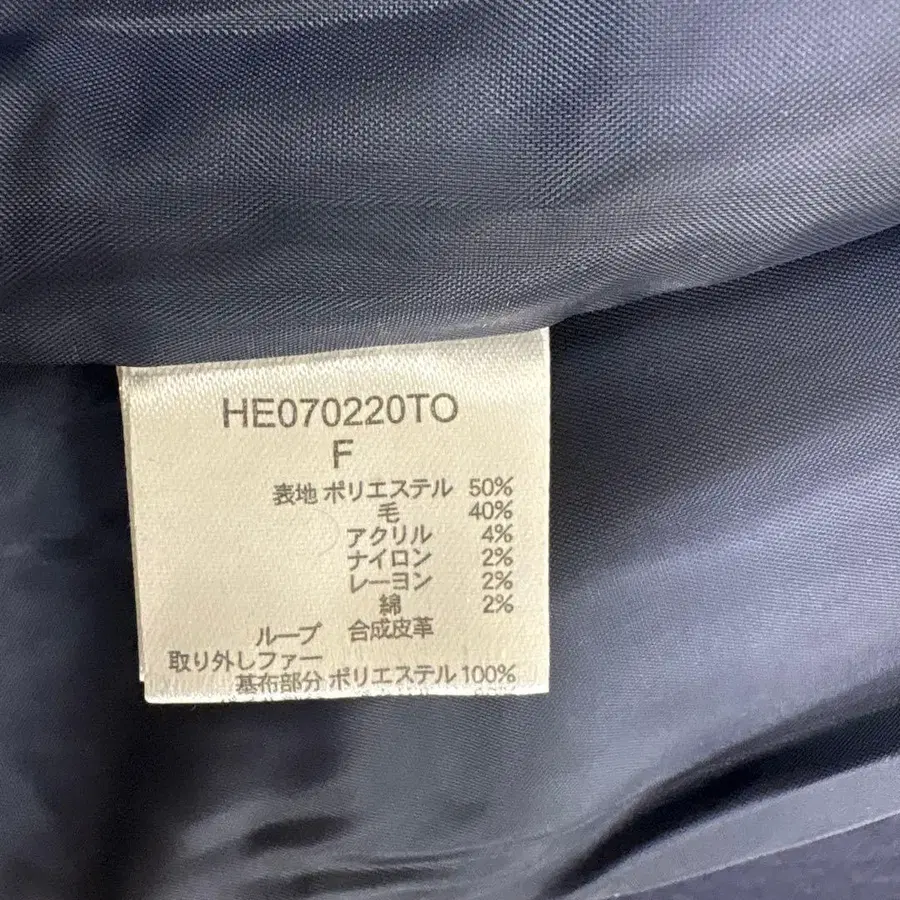 HE070220TO
F
表地 ポリエステル 50%
毛 40%
アクリル 4%
ナイロン 2%
レーヨン 2%
綿 2%
ループ 合成皮革
取り外しファー
基布部分 ポリエステル 100%